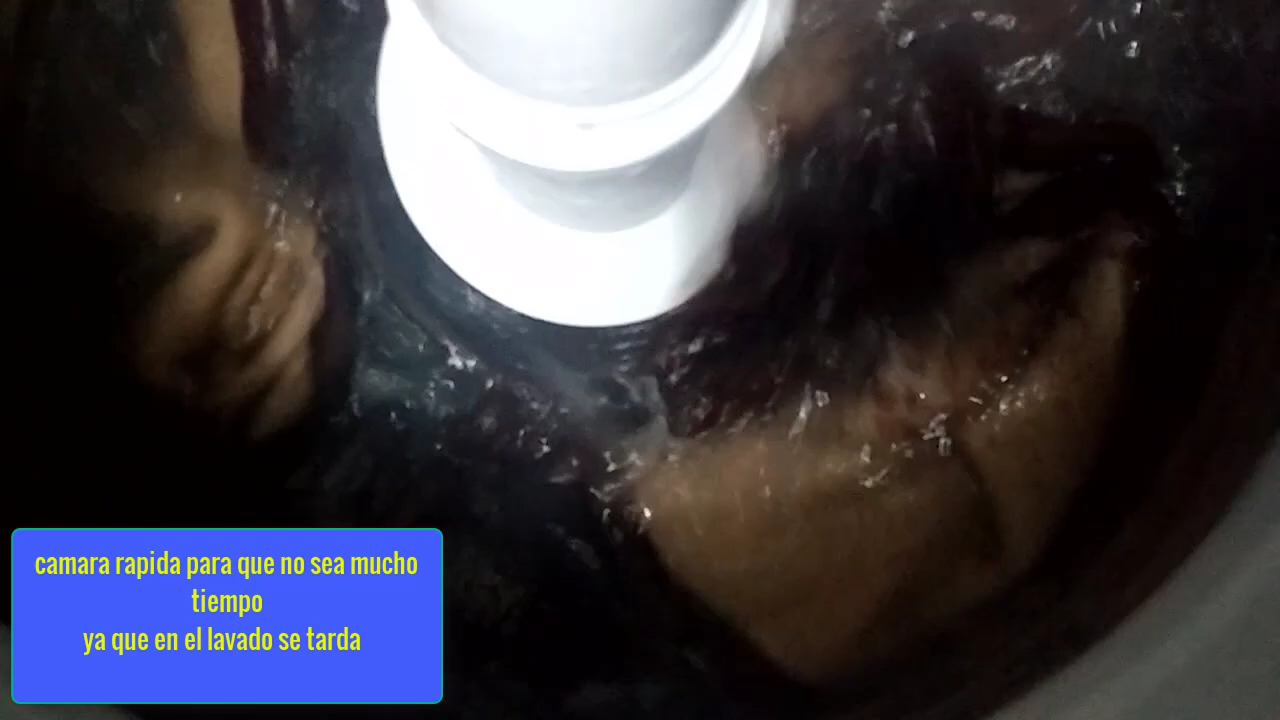 camara rapida para que no sea mucho
tiempo
ya que en el lavado se tarda